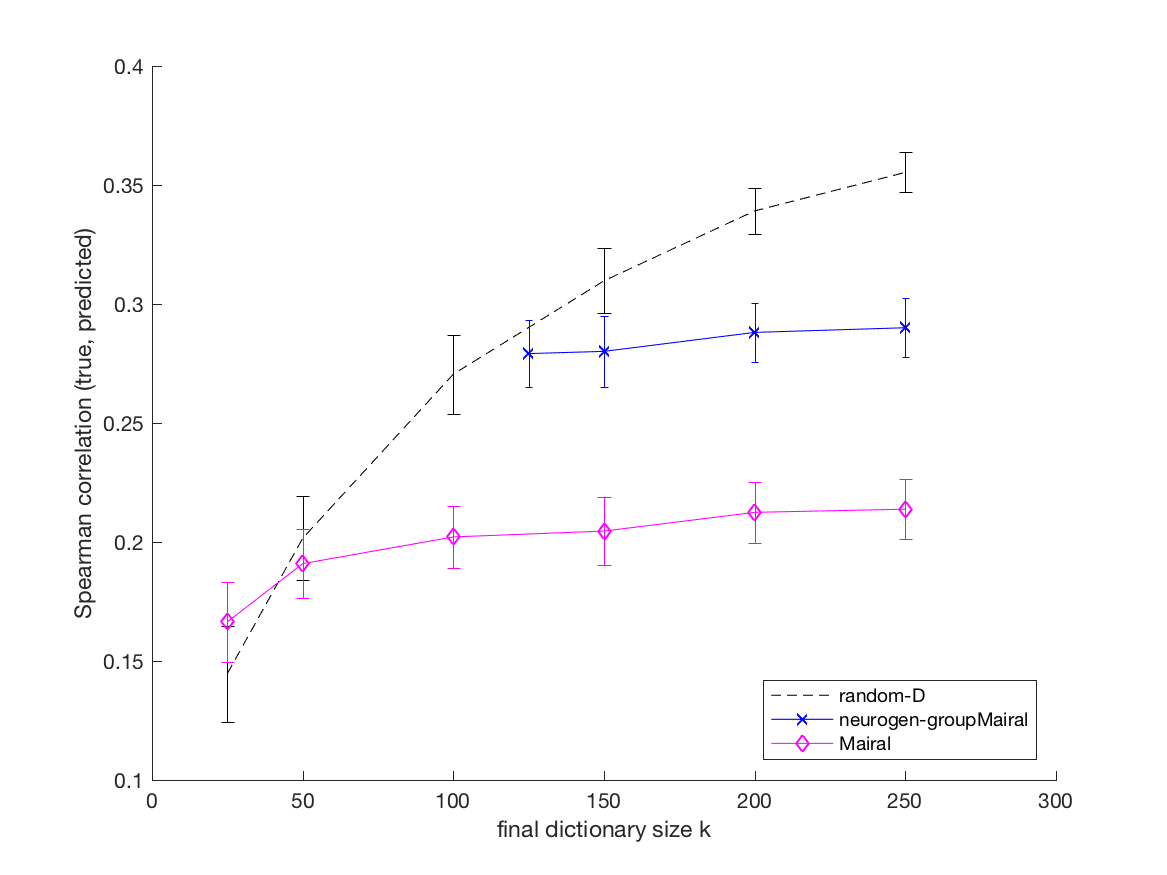 0.4
0.35
0.3
0.25
0.2
0.15
0.1
Spearman correlation (true, predicted)
0 50 100 150 200 250 300
final dictionary size k
random-D
neurogen-groupMairal
Mairal